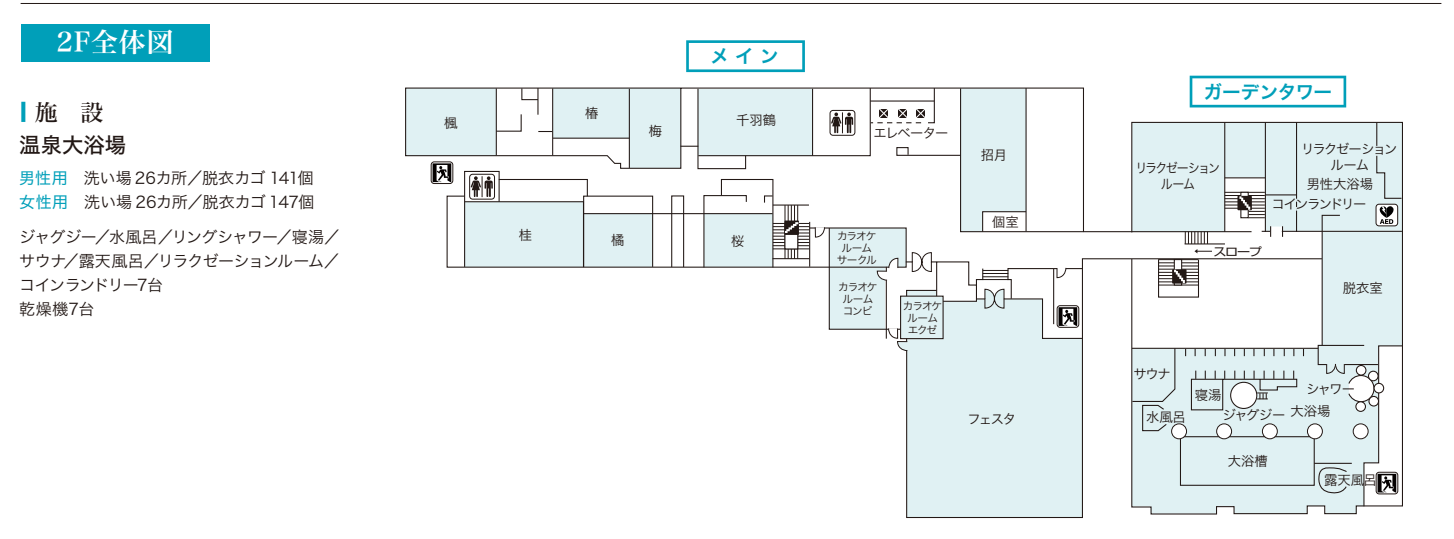 2F全体図
施 設
温泉大浴場
男性用 洗い場26カ所／脱衣カゴ 141個
女性用 洗い場26カ所／脱衣カゴ 147個
ジャグジー／水風呂／リングシャワー／寝湯／
サウナ／露天風呂／リラクゼーションルーム／
コインランドリー7台
乾燥機7台
メイン
楓
椿
梅
千羽鶴
エレベーター
招月
個室
桂
橘
桜
カラオケ
ルーム
サークル
カラオケ
ルーム
コンビ
カラオケ
ルーム
エクゼ
フェスタ
ガーデンタワー
リラクゼーション
ルーム
リラクゼーション
ルーム
男性大浴場
コインランドリー
AED
←スロープ
脱衣室
サウナ
寝湯
シャワー
水風呂
ジャグジー
大浴場
大浴槽
露天風呂